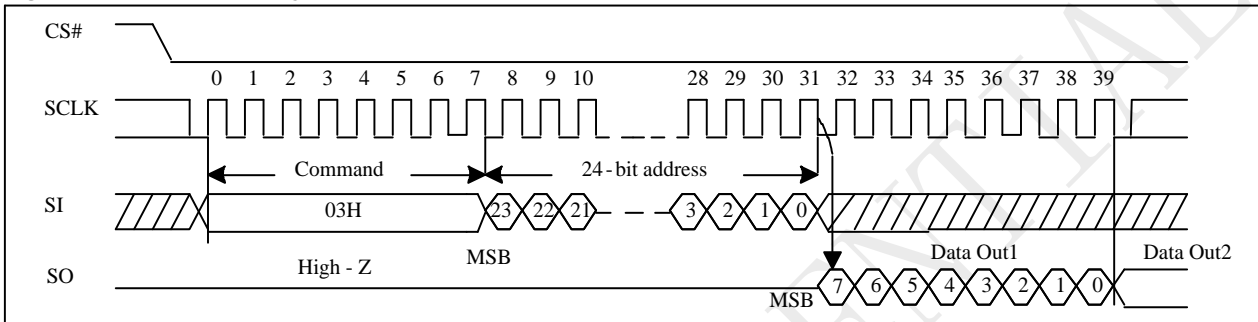 CS#
0 1 2 3 4 5 6 7 8 9 10 28 29 30 31 32 33 34 35 36 37 38 39
SCLK
Command 24-bit address
SI 03H 23 22 21 3 2 1 0
High - Z MSB Data Out1 Data Out2
SO MSB 7 6 5 4 3 2 1 0